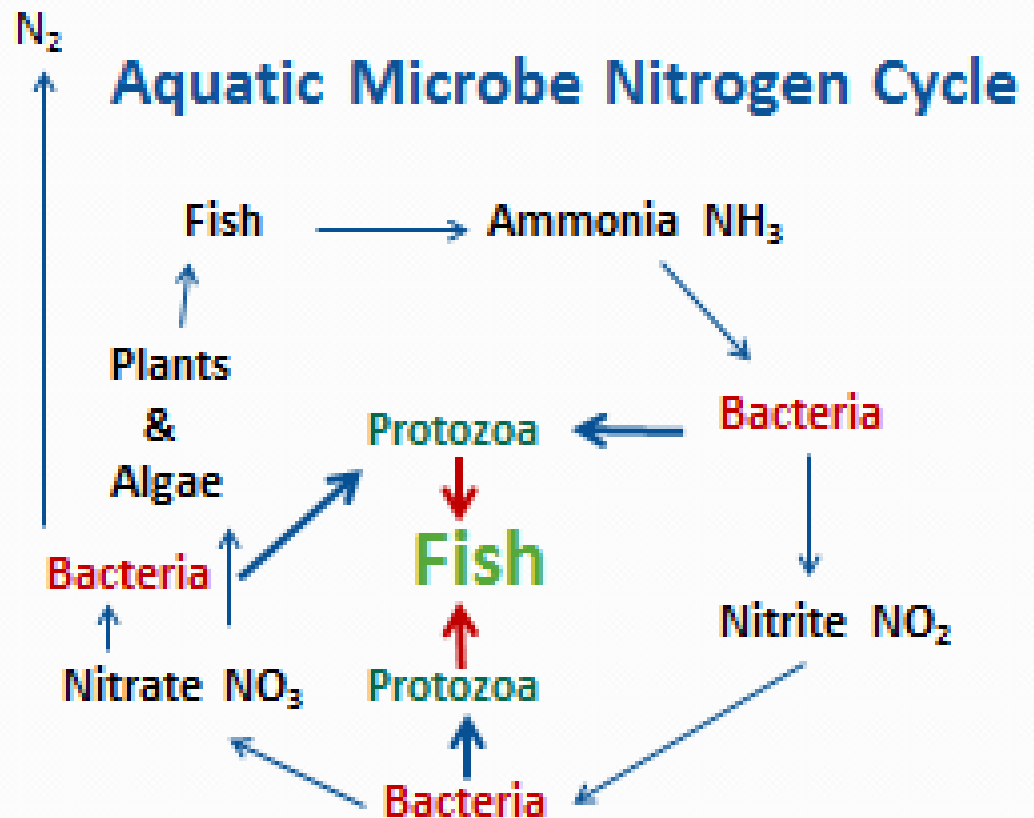 N₂
Aquatic Microbe Nitrogen Cycle
Fish
Ammonia NH₃
Plants
&
Algae
Protozoa
Bacteria
Fish
Bacteria
Nitrite NO₂
Nitrate NO₃
Protozoa
Bacteria